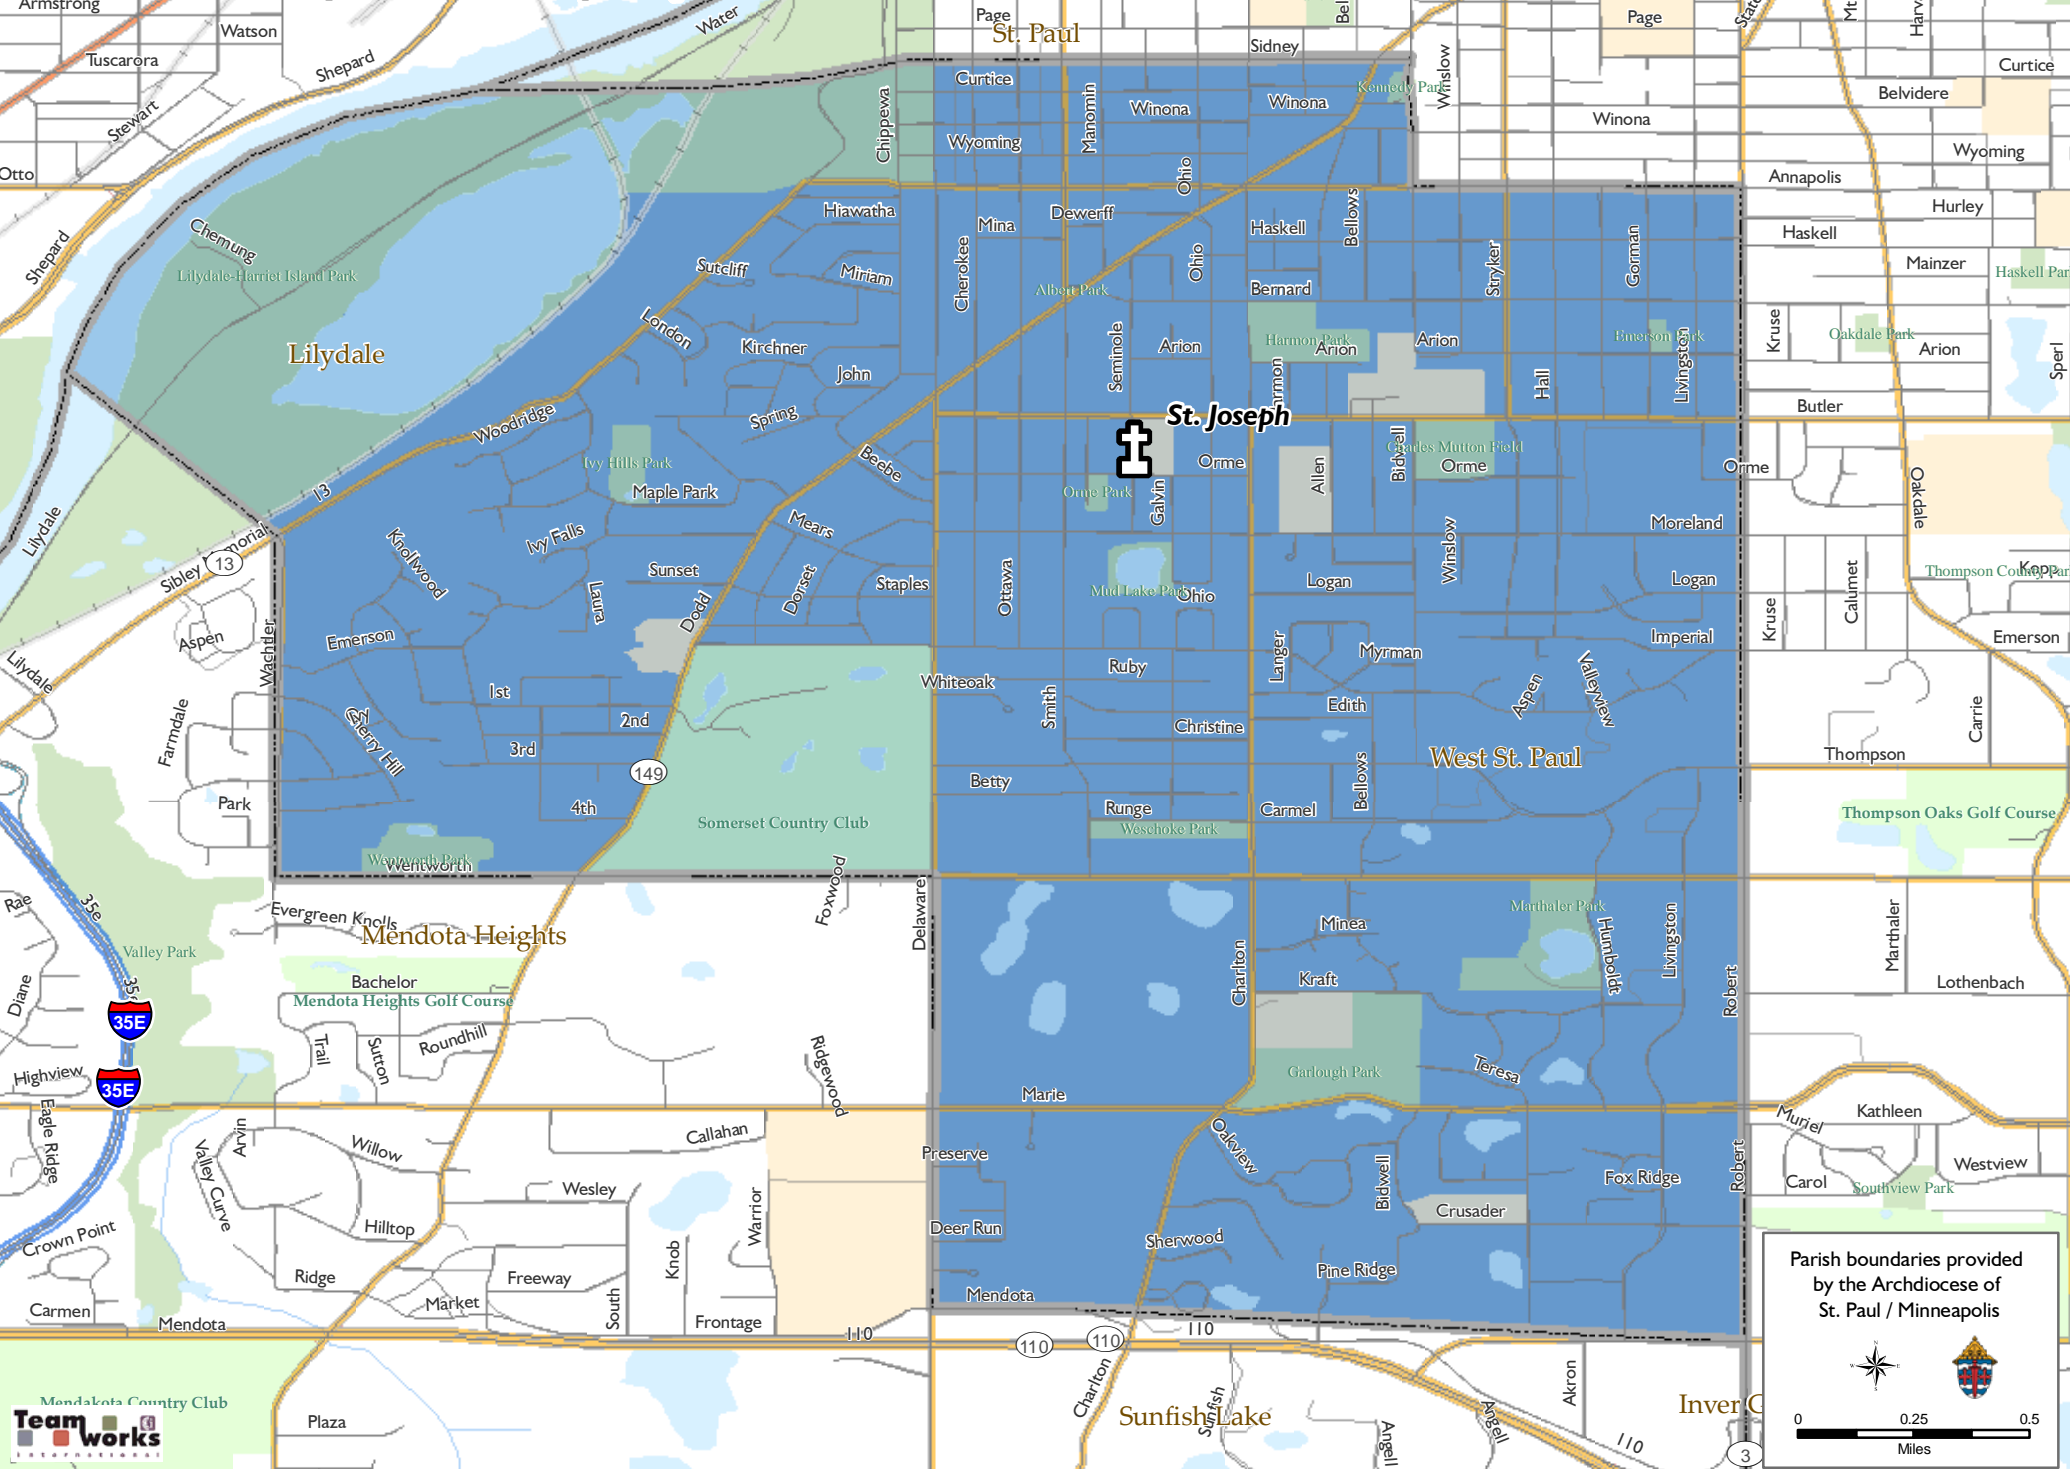 Armstrong
Watson
Tuscarora
Shepard
Stewart
Otto
Shepard
Water
Page
St. Paul
Sidney
Page
Curtice
Winslow
Curtice
Chippewa
Manomin
Winona
Winona
Kennedy Park
Belvidere
Winona
Wyoming
Wyoming
Ohio
Annapolis
Chemung
Hiawatha
Mina
Dewerff
Haskell
Bellows
Hurley
Haskell
Lilydale-Harriet Island Park
Sutcliff
Miriam
Cherokee
Ohio
Stryker
Gorman
Mainzer
Albert Park
Bernard
London
Kirchner
Seminole
Arion
Harmon Park
Arion
Arion
Emerson Park
Livingston
Kruse
Oakdale Park
Arion
Sperl
Lilydale
John
Hall
Woodridge
Spring
St. Joseph
Butler
Ivy Hills Park
Beebe
Orme
Allen
Bidwell
Charles Mutton Field
Orme
Orme
Oakdale
13
Maple Park
Orme Park
Galvin
Lilydale
Sibley Memorial
13
Knollwood
Ivy Falls
Mears
Moreland
Winslow
Sunset
Dorset
Staples
Ottawa
Mud Lake Park
Ohio
Logan
Logan
Calumet
Kruse
Laura
Dodd
Aspen
Wachtler
Emerson
Imperial
Emerson
Lilydale
1st
Whiteoak
Ruby
Langer
Myrman
Aspen
Valleyview
Farmdale
Cherry Hill
2nd
3rd
Smith
Christine
Edith
Carrie
West St. Paul
Thompson
149
Betty
Bellows
Park
4th
Runge
Carmel
Somerset Country Club
Weschcke Park
Thompson Oaks Golf Course
Wentworth Park
Wentworth
Foxwood
Delaware
Rae
35e
Evergreen Knolls
Mendota Heights
Valley Park
Minea
Marthaler Park
Humboldt
Livingston
Marthaler
Bachelor
Mendota Heights Golf Course
Charlton
Kraft
Robert
Lothenbach
Diane
35E
Trail
Sutton
Roundhill
Ridgewood
Highview
35E
Garlough Park
Teresa
Marie
Eagle Ridge
Arvin
Valley Curve
Willow
Callahan
Preserve
Oakview
Bidwell
Muriel
Kathleen
Robert
Westview
Carol
Southview Park
Fox Ridge
Wesley
Warrior
Crown Point
Hilltop
Deer Run
Crusader
Sherwood
Knob
Ridge
Freeway
Pine Ridge
Mendota
Market
South
Carmen
Mendota
Frontage
110
110
110
110
Charlton
Sunfish
Akron
Angell
Angell
110
Mendakota Country Club
Plaza
Sunfish Lake
3
Team
works
international
Parish boundaries provided
by the Archdiocese of
St. Paul / Minneapolis
0 0.25 0.5
Miles